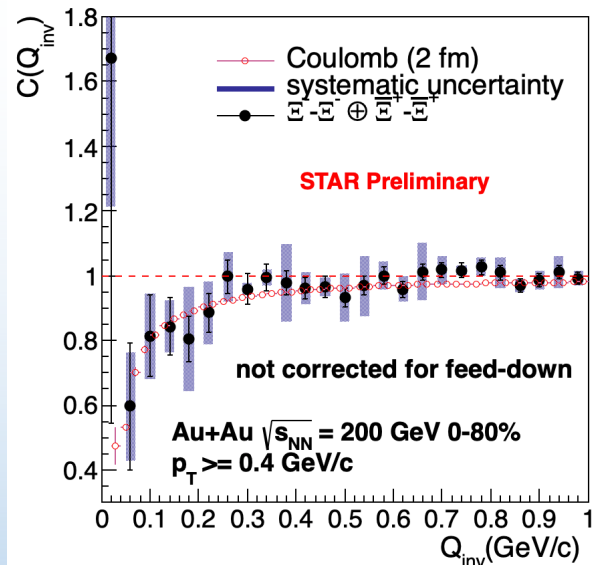 C(Q_inv)
1.8
1.6
1.4
1.2
1
0.8
0.6
0.4
Coulomb (2 fm)
systematic uncertainty
Ξ⁻-Ξ⁻ ⊕ Ξ̄⁺-Ξ̄⁺
STAR Preliminary
not corrected for feed-down
Au+Au √s_NN = 200 GeV 0-80%
p_T >= 0.4 GeV/c
0 0.1 0.2 0.3 0.4 0.5 0.6 0.7 0.8 0.9 1
Q_inv(GeV/c)